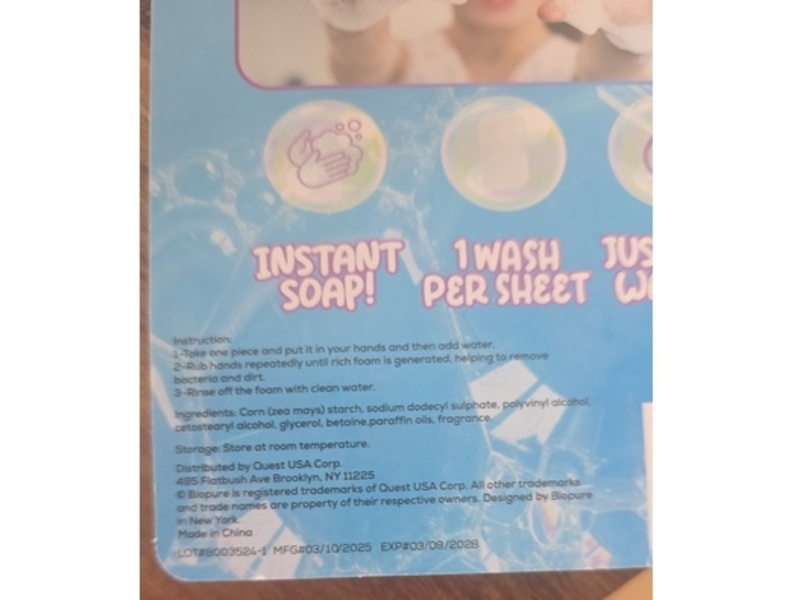 INSTANT
SOAP!
1 WASH
PER SHEET
JUS
WA
Instruction:
1-Take one piece and put it in your hands and then add water.
2-Rub hands repeatedly until rich foam is generated, helping to remove
bacteria and dirt.
3-Rinse off the foam with clean water.
Ingredients: Corn (zea mays) starch, sodium dodecyl sulphate, polyvinyl alcohol,
cetostearyl alcohol, glycerol, betaine,paraffin oils, fragrance.
Storage: Store at room temperature.
Distributed by Quest USA Corp.
495 Flatbush Ave Brooklyn, NY 11225
© Biopure is registered trademarks of Quest USA Corp. All other trademarks
and trade names are property of their respective owners. Designed by Biopure
in New York.
Made in China
LOT#8003524-1 MFG#03/10/2025 EXP#03/09/2028